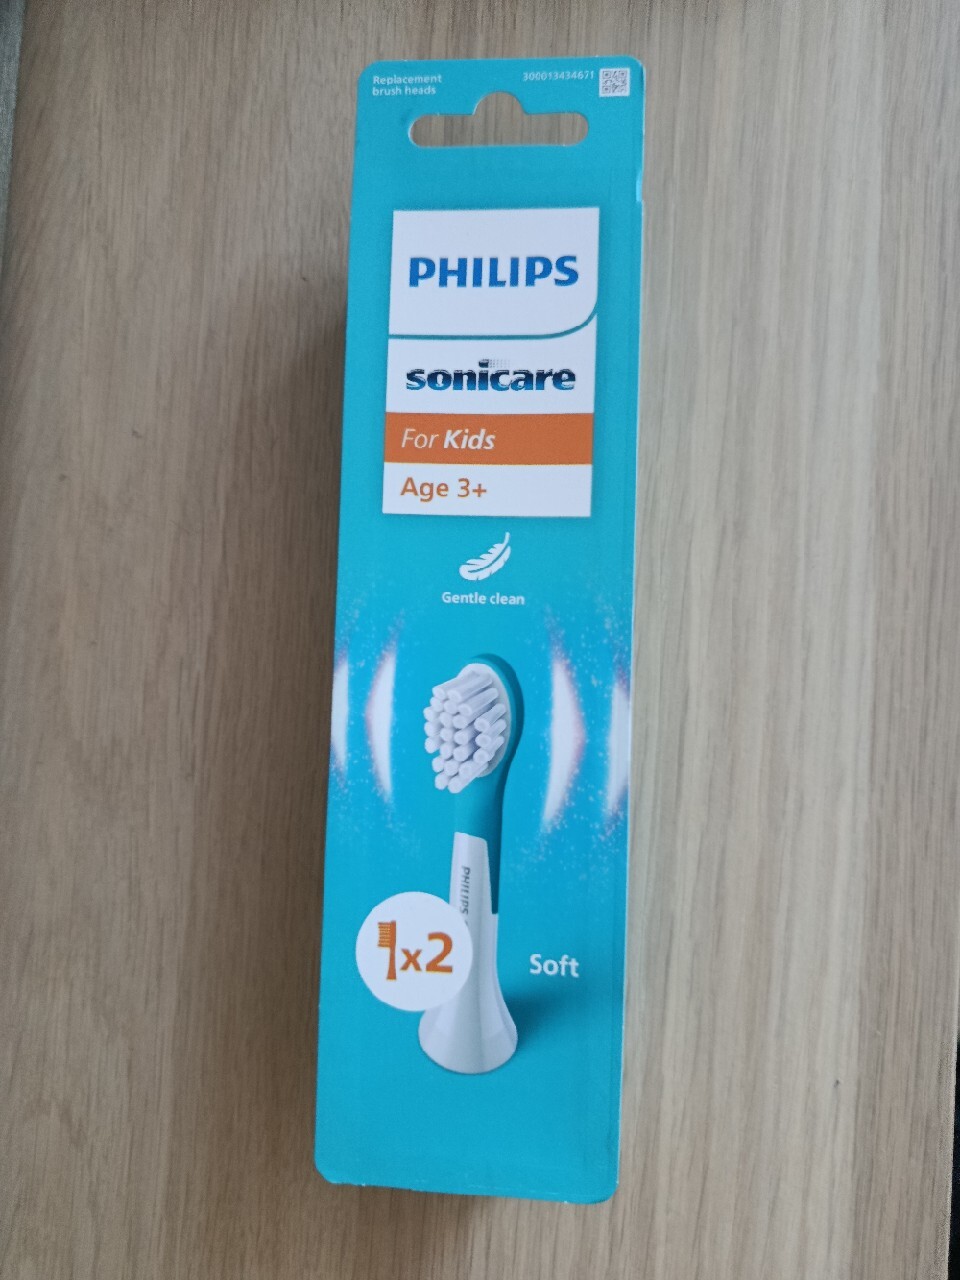 Replacement
brush heads
300013434671
PHILIPS
sonicare
For Kids
Age 3+
Gentle clean
PHILIPS
x2
Soft